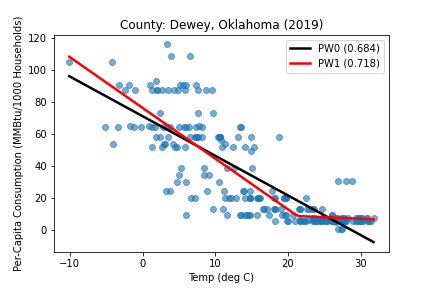 County: Dewey, Oklahoma (2019)
Per-Capita Consumption (MMBtu/1000 Households)
120
100
80
60
40
20
0
PW0 (0.684)
PW1 (0.718)
−10
0
10
20
30
Temp (deg C)